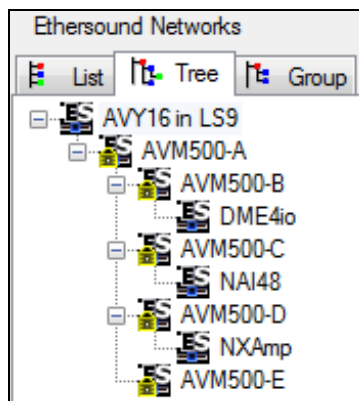 Ethersound Networks
List Tree Group
AVY16 in LS9
AVM500-A
AVM500-B
DME4io
AVM500-C
NAI48
AVM500-D
NXAmp
AVM500-E